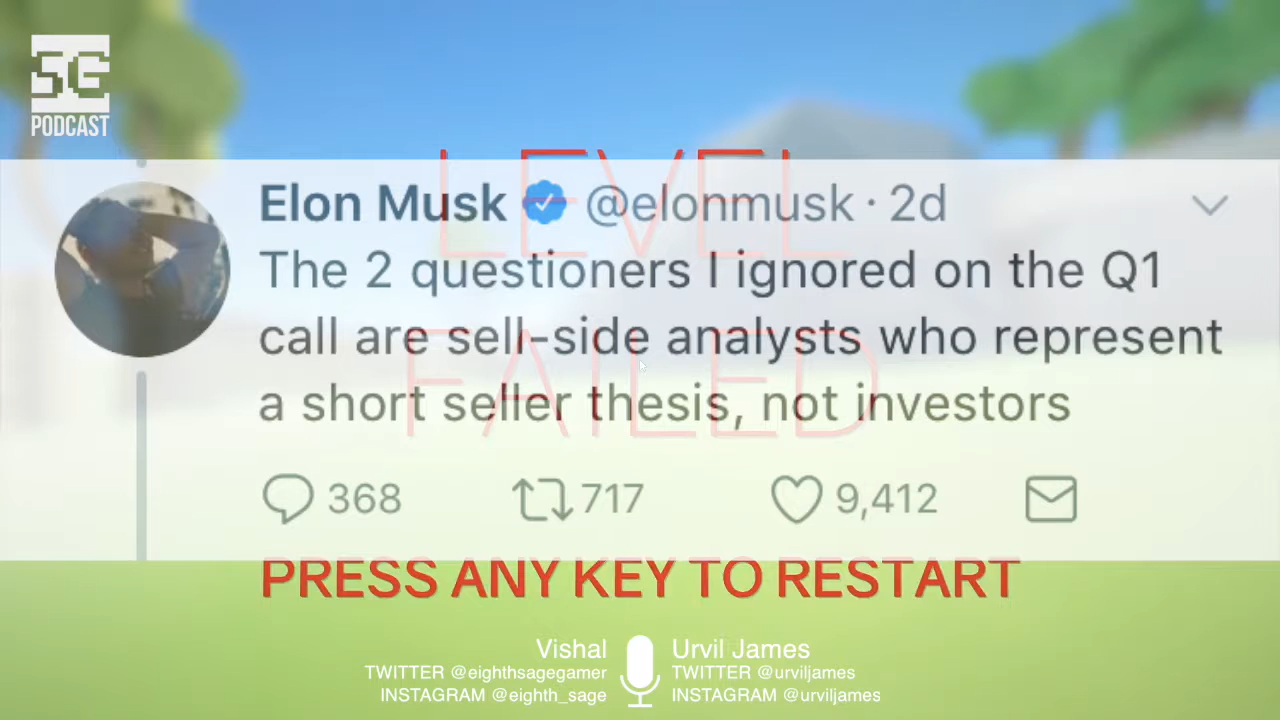 PODCAST
LEVEL
Elon Musk @elonmusk · 2d
The 2 questioners I ignored on the Q1
call are sell-side analysts who represent
a short seller thesis, not investors
FAILED
368 717 9,412
PRESS ANY KEY TO RESTART
Vishal
TWITTER @eighthsagegamer
INSTAGRAM @eighth_sage
Urvil James
TWITTER @urviljames
INSTAGRAM @urviljames